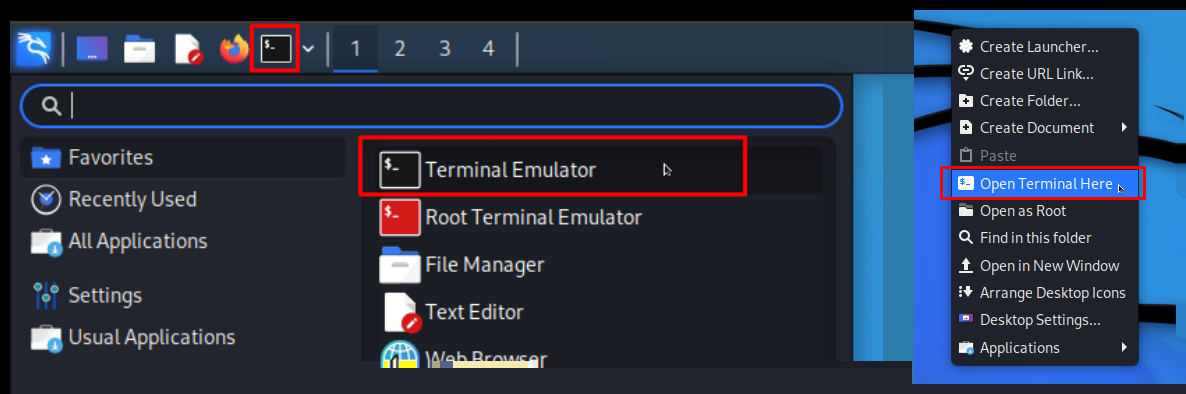 $_
1 2 3 4
Favorites
Recently Used
All Applications
Settings
Usual Applications
$_ Terminal Emulator
$_ Root Terminal Emulator
File Manager
Text Editor
Web Browser
Create Launcher...
Create URL Link...
Create Folder...
Create Document
Paste
$_ Open Terminal Here
Open as Root
Find in this folder
Open in New Window
Arrange Desktop Icons
Desktop Settings...
Applications